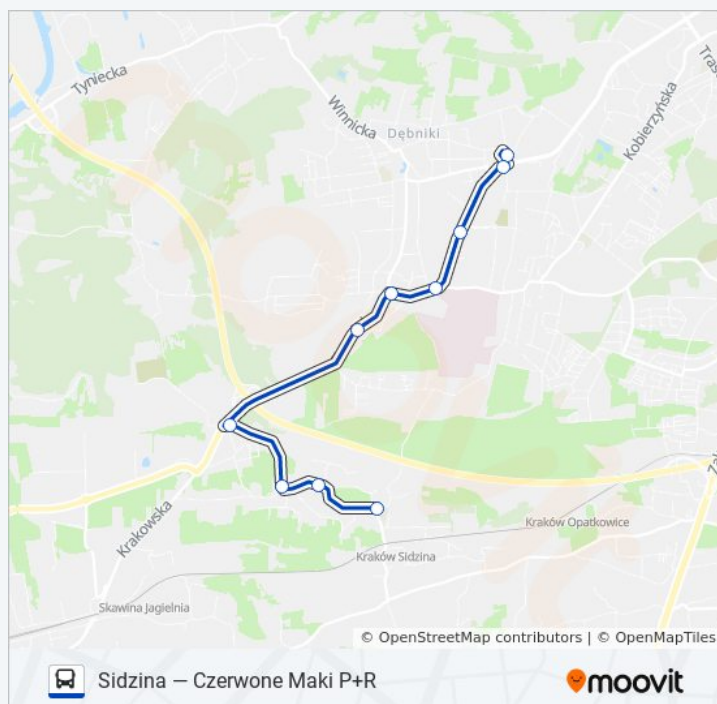 Tyniecka
Winnicka
Dębniki
Kobierzyńska
Krakowska
Kraków Opatkowice
Kraków Sidzina
Skawina Jagielnia
© OpenStreetMap contributors | © OpenMapTiles
Sidzina — Czerwone Maki P+R
moovit